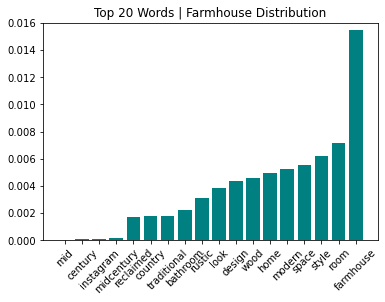 Top 20 Words | Farmhouse Distribution
0.016
0.014
0.012
0.010
0.008
0.006
0.004
0.002
0.000
mid
century
instagram
midcentury
reclaimed
country
traditional
bathroom
rustic
look
design
wood
home
modern
space
style
room
farmhouse